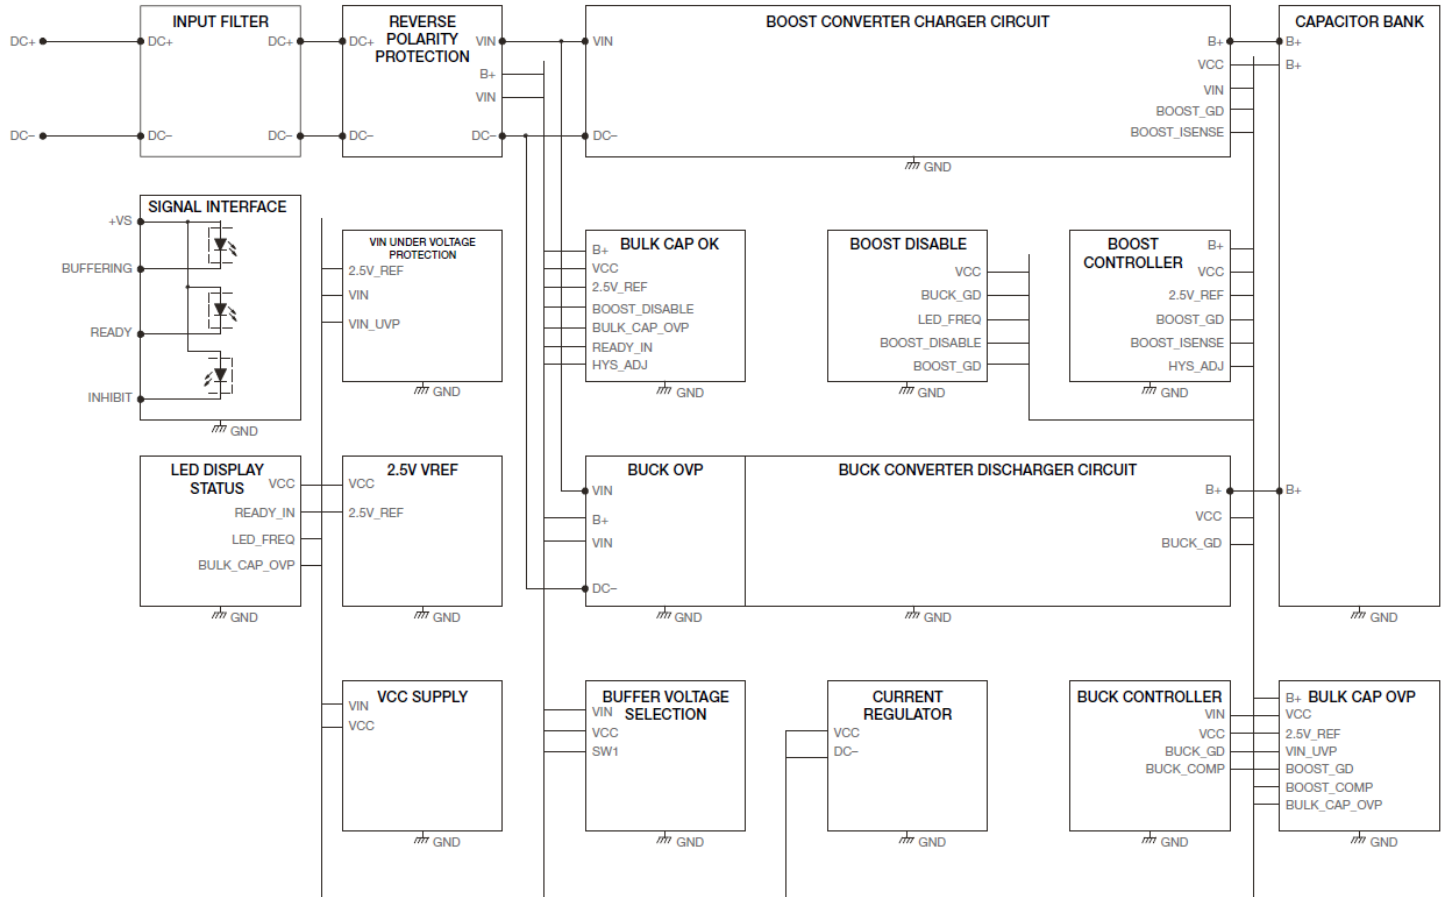 INPUT FILTER
DC+
DC+
DC+
DC−
DC−
DC−
REVERSE
POLARITY
PROTECTION
DC+
VIN
B+
VIN
DC−
DC−
BOOST CONVERTER CHARGER CIRCUIT
VIN
B+
VCC
VIN
BOOST_GD
BOOST_ISENSE
DC−
GND
CAPACITOR BANK
B+
B+
B+
GND
SIGNAL INTERFACE
+VS
BUFFERING
READY
INHIBIT
GND
VIN UNDER VOLTAGE
PROTECTION
2.5V_REF
VIN
VIN_UVP
GND
BULK CAP OK
B+
VCC
2.5V_REF
BOOST_DISABLE
BULK_CAP_OVP
READY_IN
HYS_ADJ
GND
BOOST DISABLE
VCC
BUCK_GD
LED_FREQ
BOOST_DISABLE
BOOST_GD
GND
BOOST
CONTROLLER
B+
VCC
2.5V_REF
BOOST_GD
BOOST_ISENSE
HYS_ADJ
GND
LED DISPLAY
STATUS
VCC
READY_IN
LED_FREQ
BULK_CAP_OVP
GND
2.5V VREF
VCC
2.5V_REF
GND
BUCK OVP
VIN
B+
VIN
DC−
GND
BUCK CONVERTER DISCHARGER CIRCUIT
B+
VCC
BUCK_GD
GND
VCC SUPPLY
VIN
VCC
GND
BUFFER VOLTAGE
SELECTION
VIN
VCC
SW1
GND
CURRENT
REGULATOR
VCC
DC−
GND
BUCK CONTROLLER
VIN
VCC
BUCK_GD
BUCK_COMP
GND
BULK CAP OVP
B+
VCC
2.5V_REF
VIN_UVP
BOOST_GD
BOOST_COMP
BULK_CAP_OVP
GND